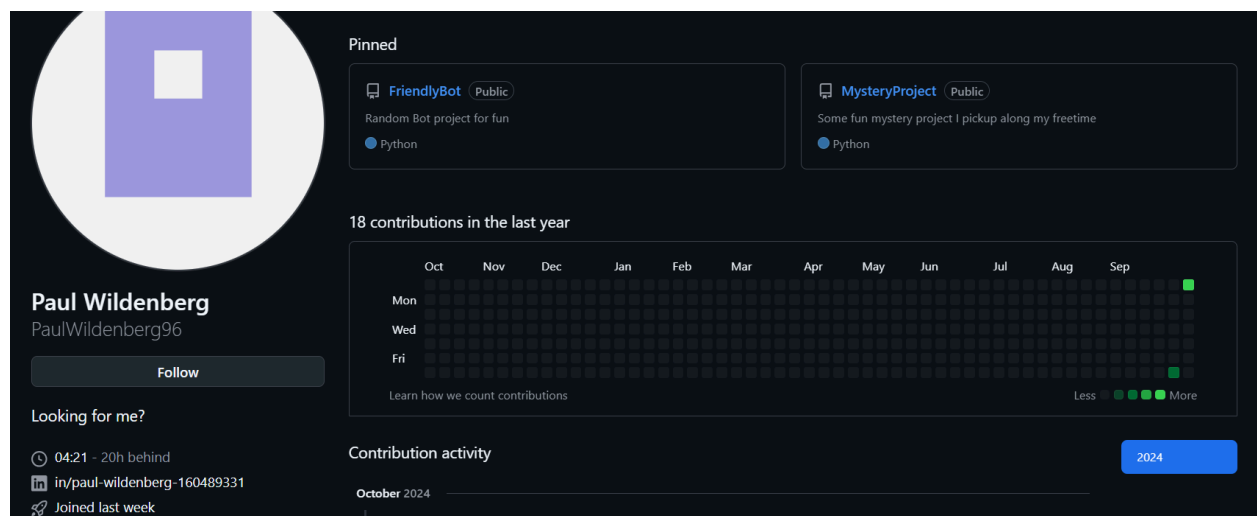 Pinned
FriendlyBot Public
Random Bot project for fun
Python
MysteryProject Public
Some fun mystery project I pickup along my freetime
Python
18 contributions in the last year
Oct Nov Dec Jan Feb Mar Apr May Jun Jul Aug Sep
Mon
Wed
Fri
Learn how we count contributions
Less More
Paul Wildenberg
PaulWildenberg96
Follow
Looking for me?
04:21 - 20h behind
in/paul-wildenberg-160489331
Joined last week
Contribution activity
2024
October 2024